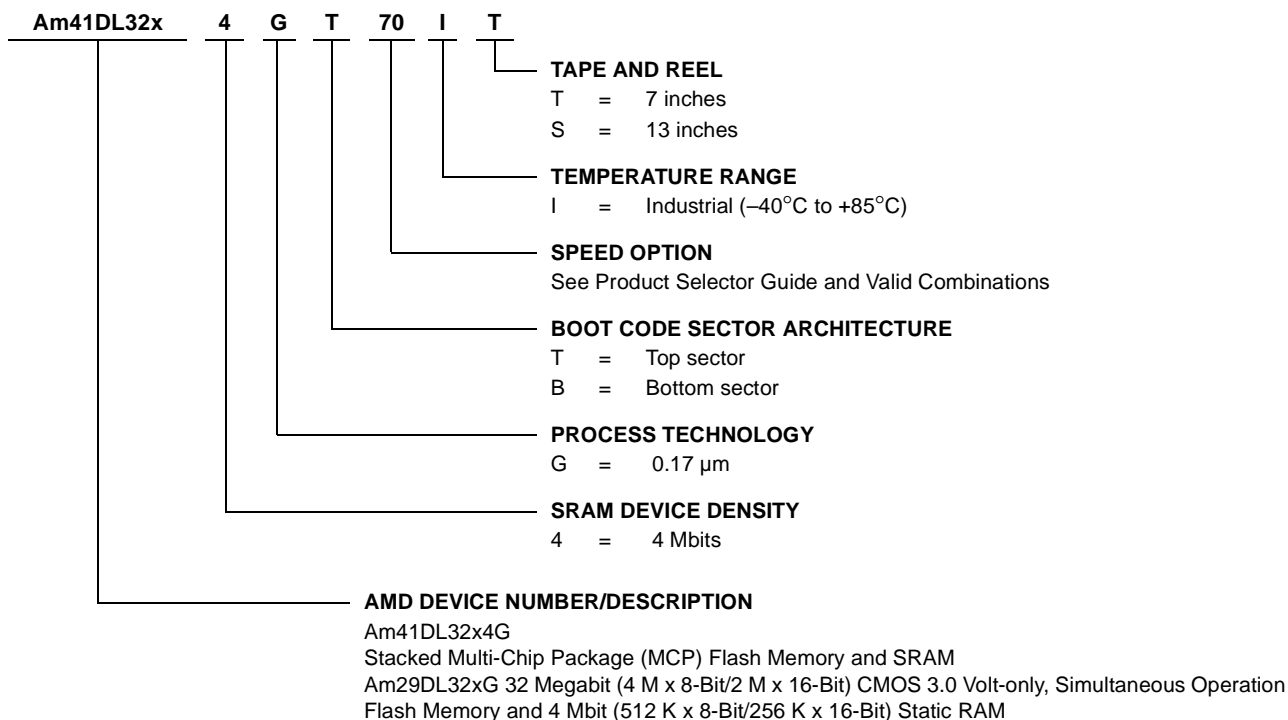 Am41DL32x 4 G T 70 I T
TAPE AND REEL
T = 7 inches
S = 13 inches
TEMPERATURE RANGE
I = Industrial (–40°C to +85°C)
SPEED OPTION
See Product Selector Guide and Valid Combinations
BOOT CODE SECTOR ARCHITECTURE
T = Top sector
B = Bottom sector
PROCESS TECHNOLOGY
G = 0.17 µm
SRAM DEVICE DENSITY
4 = 4 Mbits
AMD DEVICE NUMBER/DESCRIPTION
Am41DL32x4G
Stacked Multi-Chip Package (MCP) Flash Memory and SRAM
Am29DL32xG 32 Megabit (4 M x 8-Bit/2 M x 16-Bit) CMOS 3.0 Volt-only, Simultaneous Operation
Flash Memory and 4 Mbit (512 K x 8-Bit/256 K x 16-Bit) Static RAM